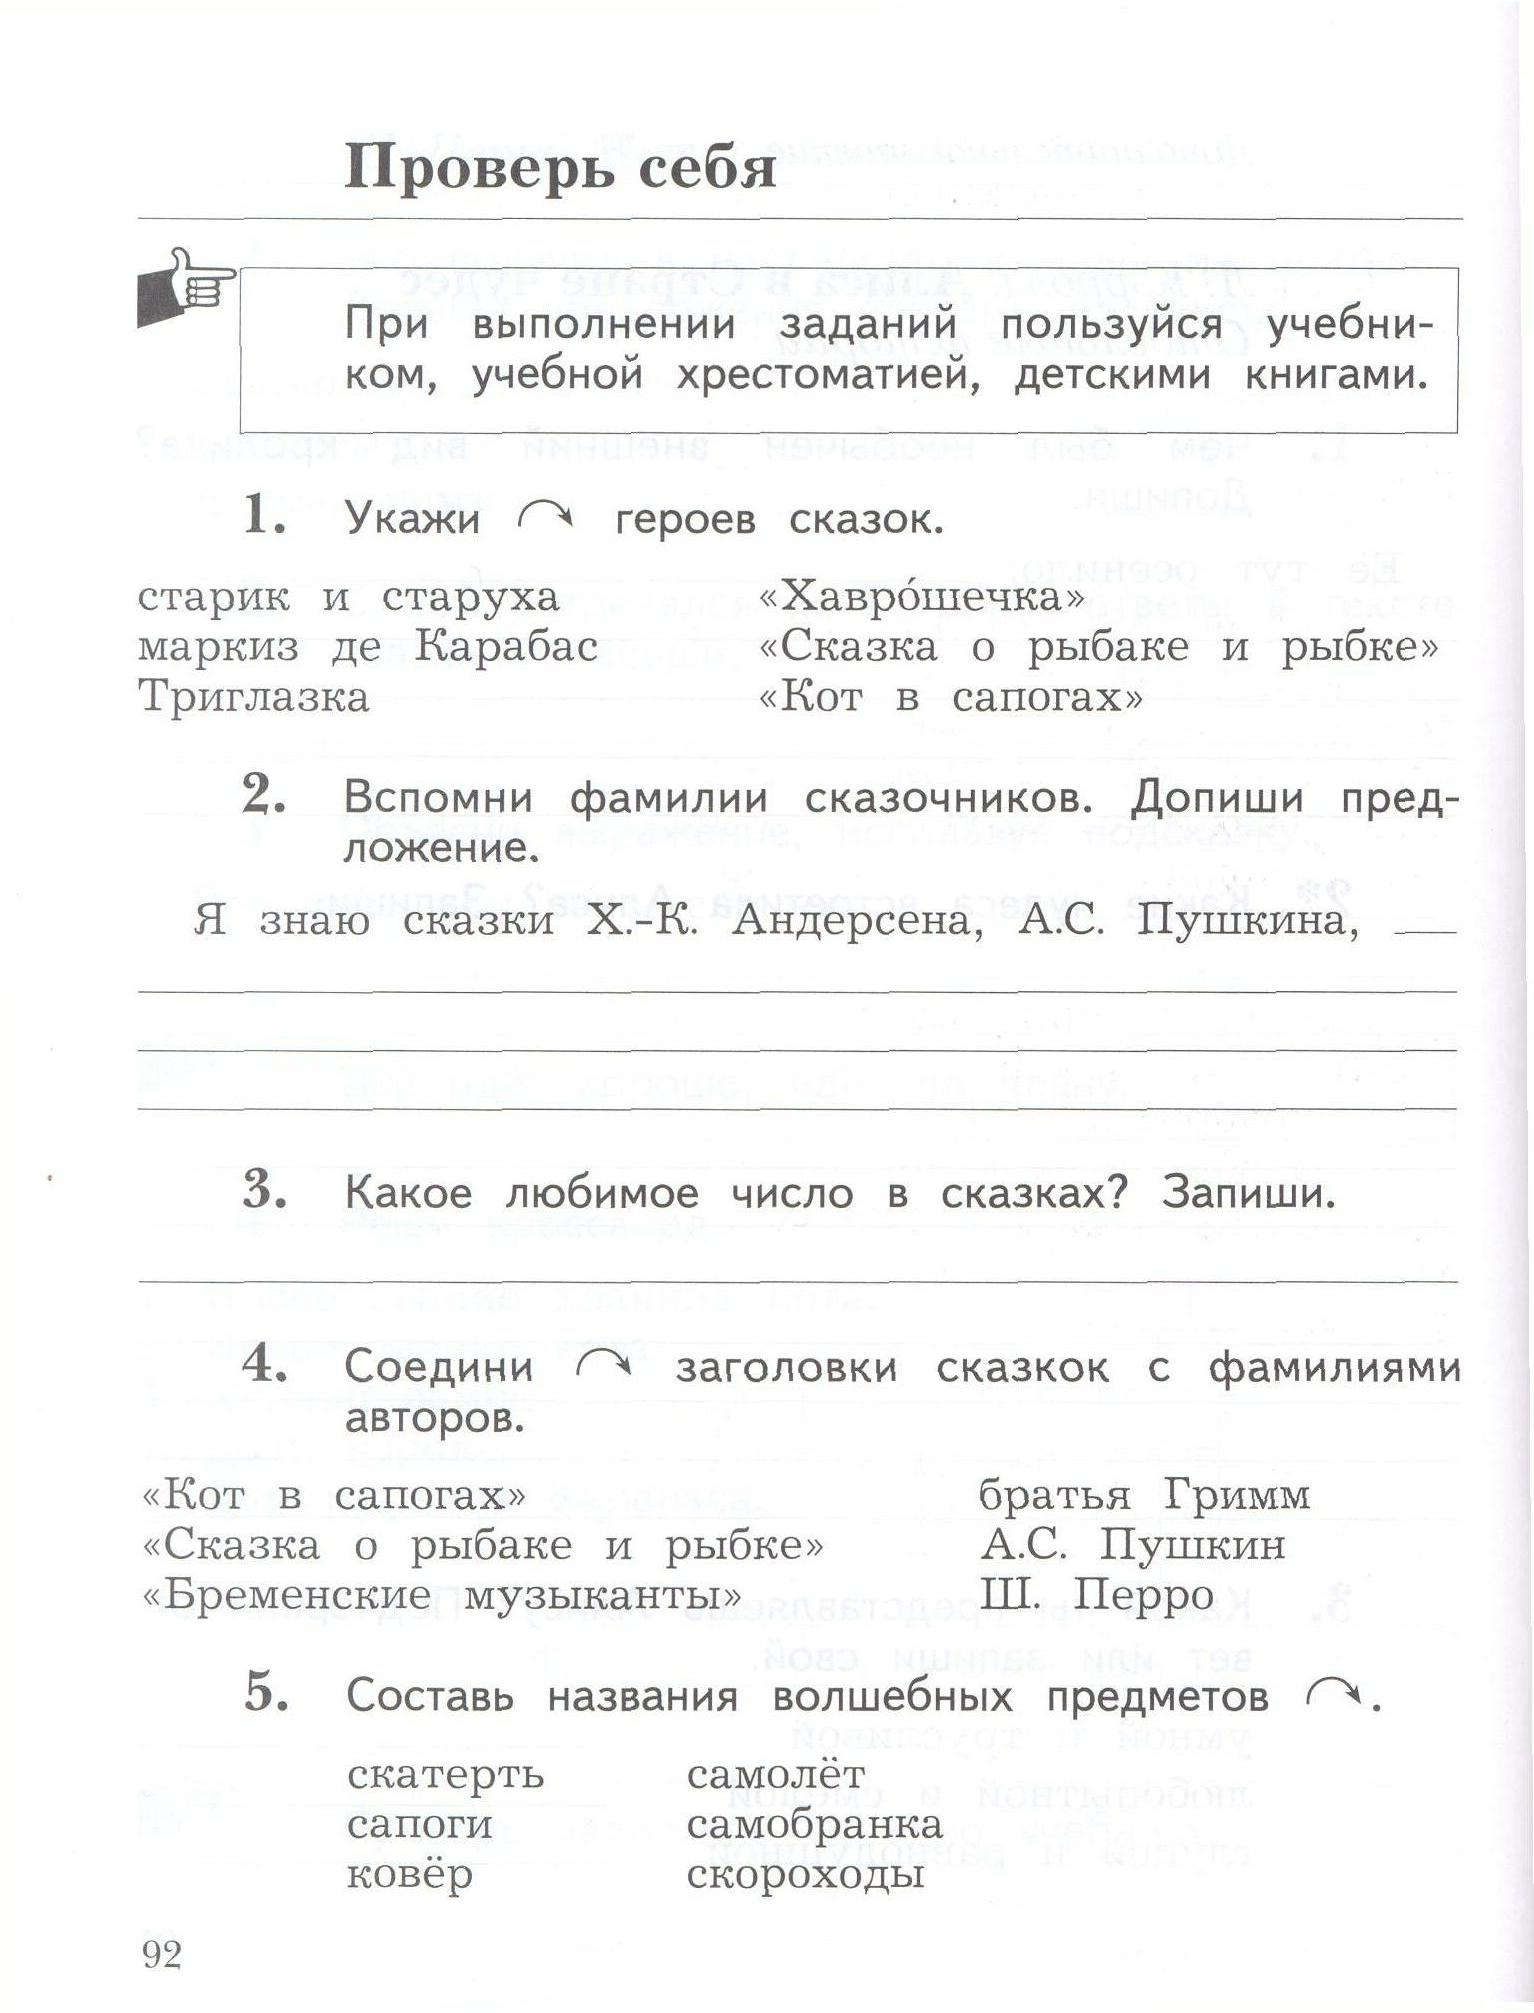 Проверь себя
При выполнении заданий пользуйся учебни-
ком, учебной хрестоматией, детскими книгами.
1. Укажи героев сказок.
старик и старуха «Хавро́шечка»
маркиз де Карабас «Сказка о рыбаке и рыбке»
Триглазка «Кот в сапогах»
2. Вспомни фамилии сказочников. Допиши пред-
ложение.
Я знаю сказки Х.-К. Андерсена, А.С. Пушкина,
3. Какое любимое число в сказках? Запиши.
4. Соедини заголовки сказкок с фамилиями
авторов.
«Кот в сапогах» братья Гримм
«Сказка о рыбаке и рыбке» А.С. Пушкин
«Бременские музыканты» Ш. Перро
5. Составь названия волшебных предметов .
скатерть самолёт
сапоги самобранка
ковёр скороходы
92